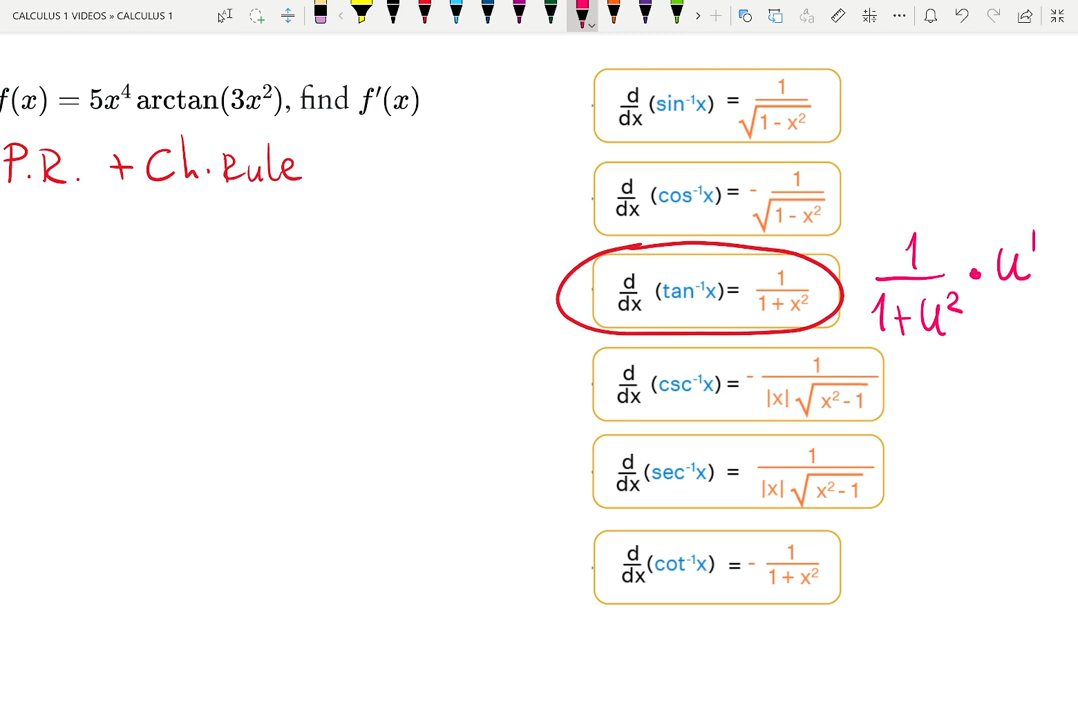 CALCULUS 1 VIDEOS » CALCULUS 1
f(x) = 5x⁴ arctan(3x²), find f′(x)
P.R. + Ch. Rule
d/dx (sin⁻¹x) = 1/√(1 - x²)
d/dx (cos⁻¹x) = - 1/√(1 - x²)
d/dx (tan⁻¹x) = 1/(1 + x²)
1/(1+u²) · u'
d/dx (csc⁻¹x) = - 1/(|x|√(x² - 1))
d/dx (sec⁻¹x) = 1/(|x|√(x² - 1))
d/dx (cot⁻¹x) = - 1/(1 + x²)